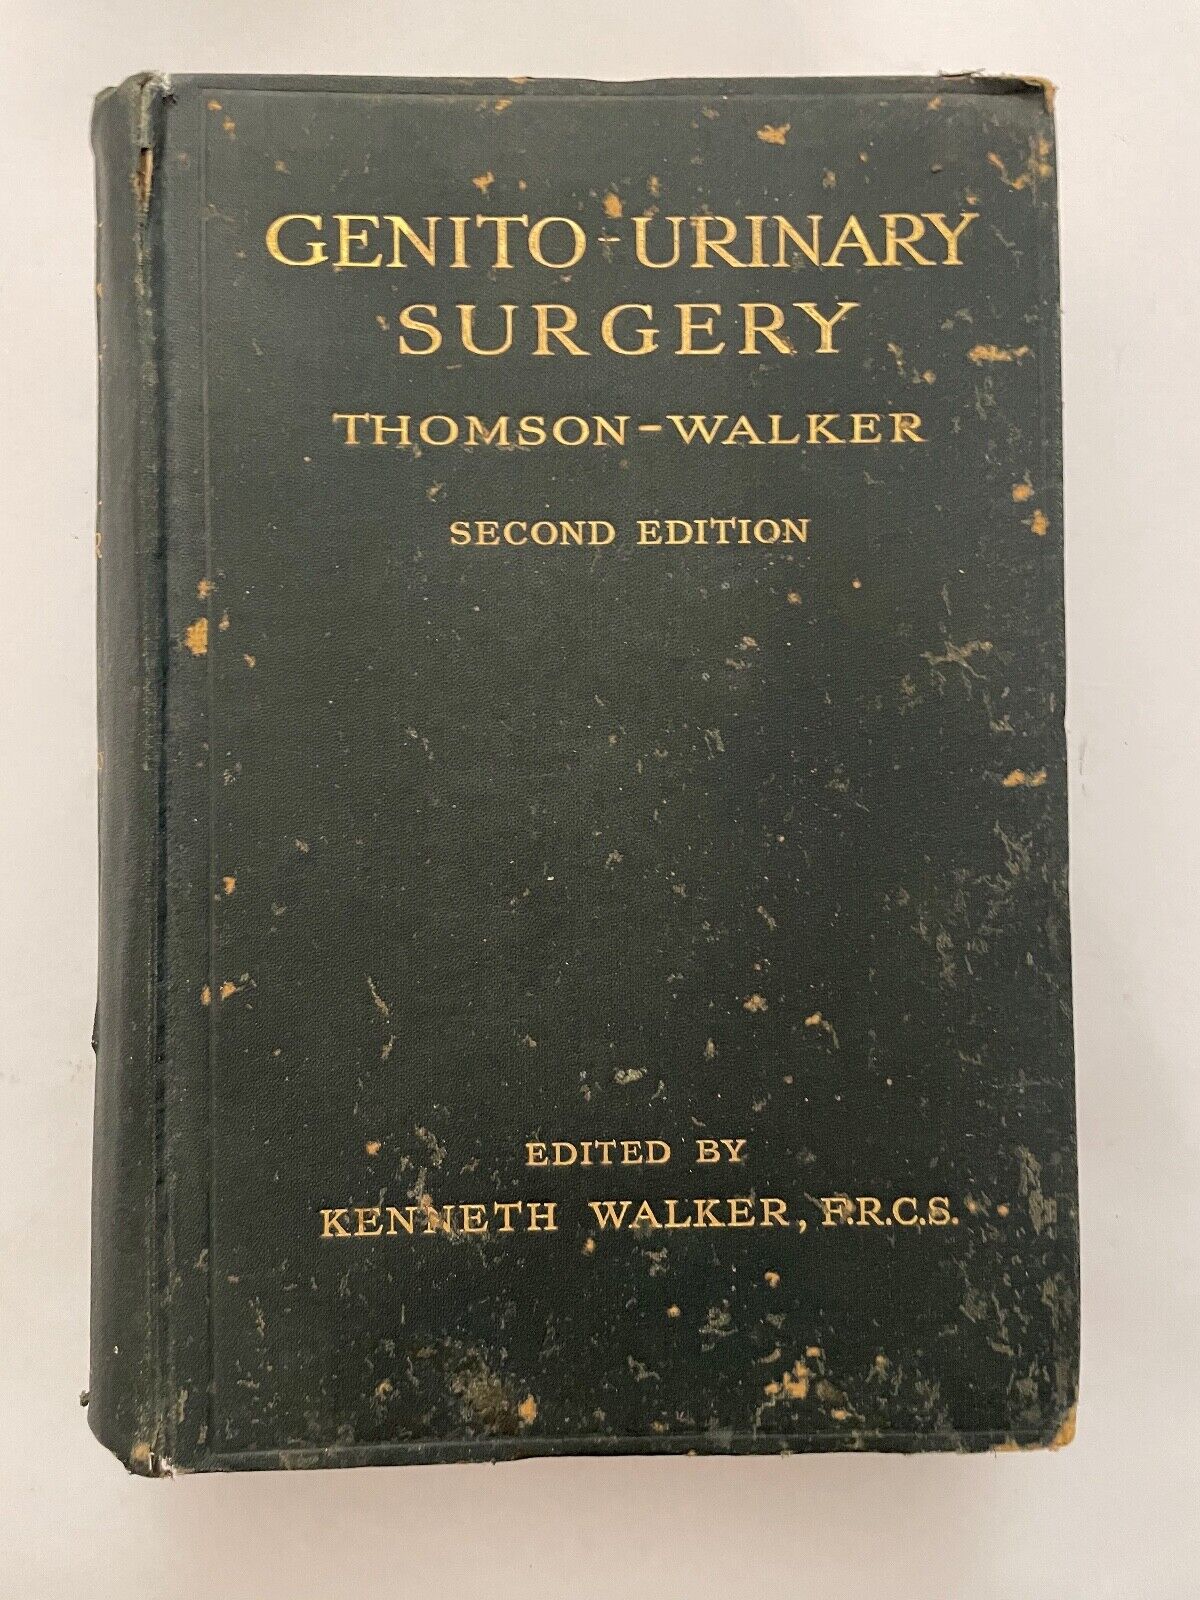 GENITO-URINARY
SURGERY
THOMSON-WALKER
SECOND EDITION
EDITED BY
KENNETH WALKER, F.R.C.S.